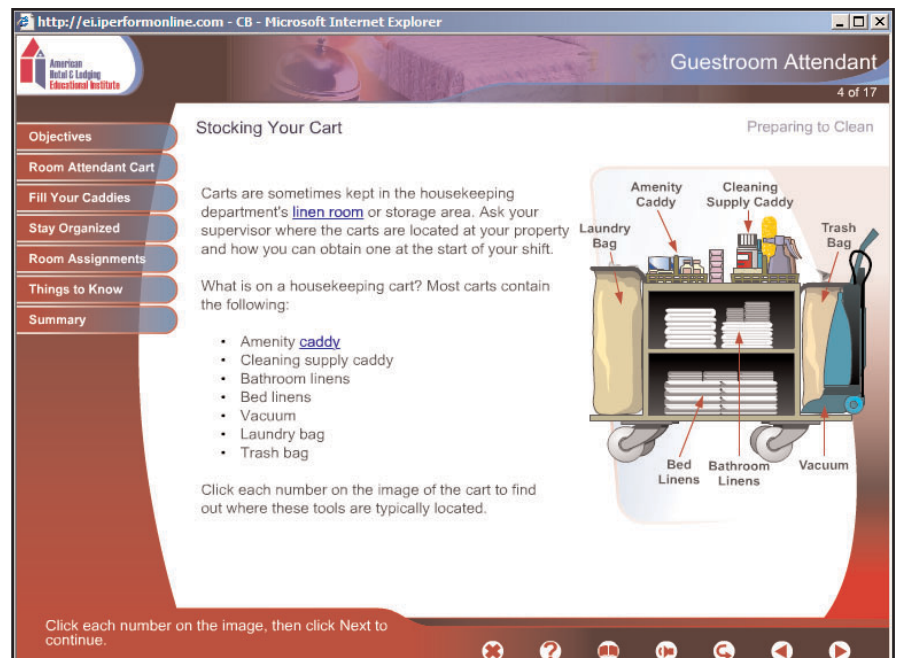 http://ei.iperformonline.com - CB - Microsoft Internet Explorer
American
Hotel & Lodging
Educational Institute
Guestroom Attendant
4 of 17
Objectives
Room Attendant Cart
Fill Your Caddies
Stay Organized
Room Assignments
Things to Know
Summary
Stocking Your Cart
Preparing to Clean
Carts are sometimes kept in the housekeeping
department's linen room or storage area. Ask your
supervisor where the carts are located at your property
and how you can obtain one at the start of your shift.
What is on a housekeeping cart? Most carts contain
the following:
• Amenity caddy
• Cleaning supply caddy
• Bathroom linens
• Bed linens
• Vacuum
• Laundry bag
• Trash bag
Click each number on the image of the cart to find
out where these tools are typically located.
Amenity
Caddy
Cleaning
Supply Caddy
Laundry
Bag
Trash
Bag
Bed
Linens
Bathroom
Linens
Vacuum
Click each number on the image, then click Next to
continue.